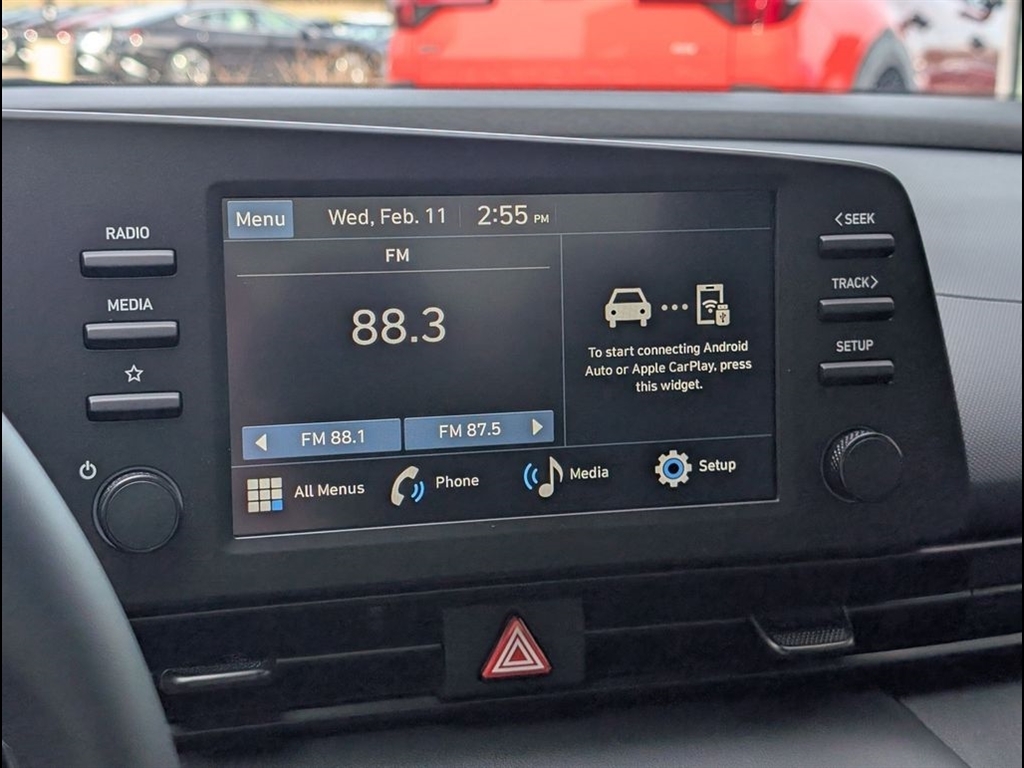 RADIO
MEDIA
Menu
Wed, Feb. 11
2:55 PM
FM
88.3
FM 88.1
FM 87.5
To start connecting Android
Auto or Apple CarPlay, press
this widget.
All Menus
Phone
Media
Setup
<SEEK
TRACK>
SETUP